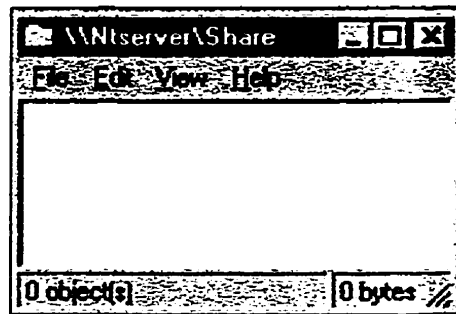 \\Ntserver\Share
File Edit View Help
0 object(s) 0 bytes